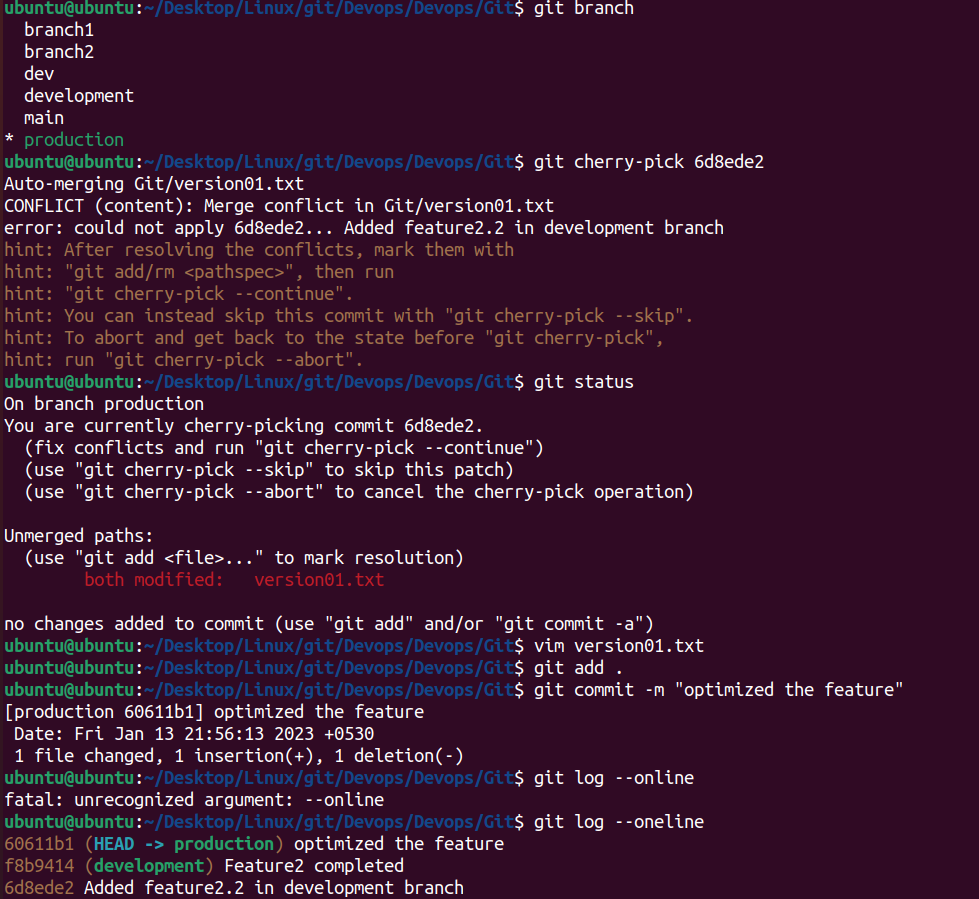 ubuntu@ubuntu:~/Desktop/Linux/git/Devops/Devops/Git$ git branch
  branch1
  branch2
  dev
  development
  main
* production
ubuntu@ubuntu:~/Desktop/Linux/git/Devops/Devops/Git$ git cherry-pick 6d8ede2
Auto-merging Git/version01.txt
CONFLICT (content): Merge conflict in Git/version01.txt
error: could not apply 6d8ede2... Added feature2.2 in development branch
hint: After resolving the conflicts, mark them with
hint: "git add/rm <pathspec>", then run
hint: "git cherry-pick --continue".
hint: You can instead skip this commit with "git cherry-pick --skip".
hint: To abort and get back to the state before "git cherry-pick",
hint: run "git cherry-pick --abort".
ubuntu@ubuntu:~/Desktop/Linux/git/Devops/Devops/Git$ git status
On branch production
You are currently cherry-picking commit 6d8ede2.
  (fix conflicts and run "git cherry-pick --continue")
  (use "git cherry-pick --skip" to skip this patch)
  (use "git cherry-pick --abort" to cancel the cherry-pick operation)

Unmerged paths:
  (use "git add <file>..." to mark resolution)
        both modified:   version01.txt

no changes added to commit (use "git add" and/or "git commit -a")
ubuntu@ubuntu:~/Desktop/Linux/git/Devops/Devops/Git$ vim version01.txt
ubuntu@ubuntu:~/Desktop/Linux/git/Devops/Devops/Git$ git add .
ubuntu@ubuntu:~/Desktop/Linux/git/Devops/Devops/Git$ git commit -m "optimized the feature"
[production 60611b1] optimized the feature
 Date: Fri Jan 13 21:56:13 2023 +0530
 1 file changed, 1 insertion(+), 1 deletion(-)
ubuntu@ubuntu:~/Desktop/Linux/git/Devops/Devops/Git$ git log --online
fatal: unrecognized argument: --online
ubuntu@ubuntu:~/Desktop/Linux/git/Devops/Devops/Git$ git log --oneline
60611b1 (HEAD -> production) optimized the feature
f8b9414 (development) Feature2 completed
6d8ede2 Added feature2.2 in development branch